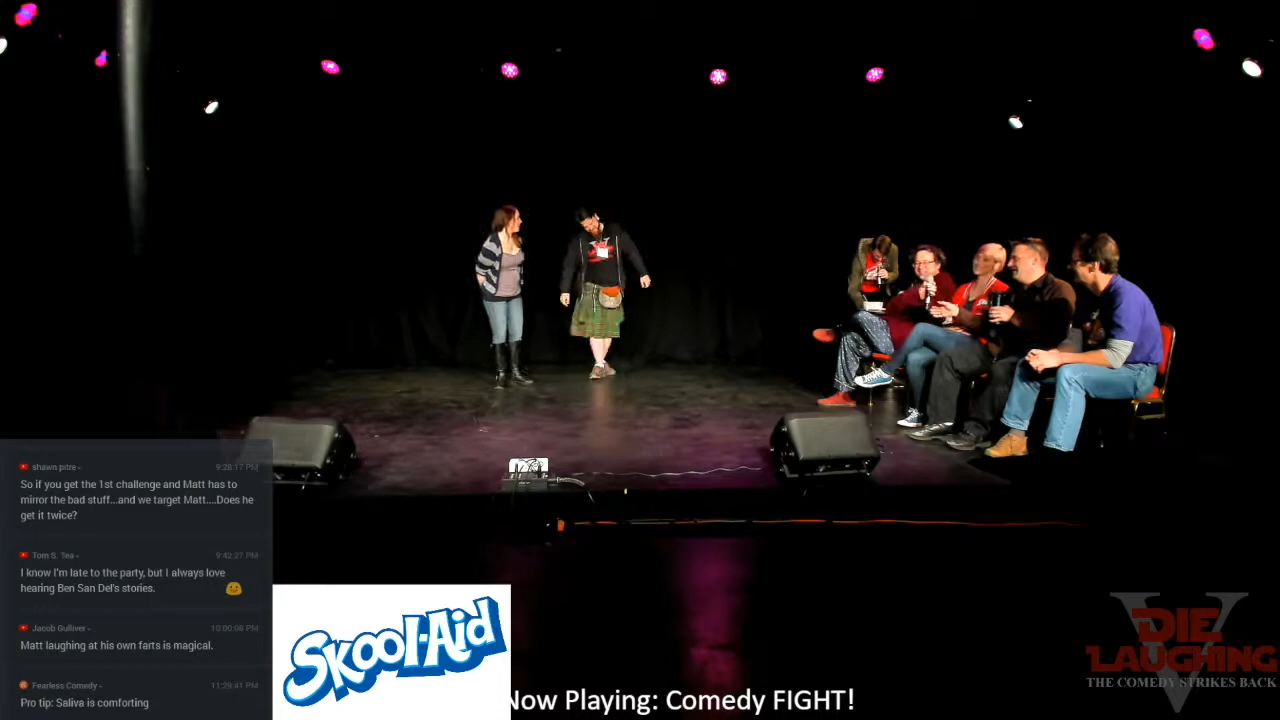 shawn pitre
9:28:17 PM
So if you get the 1st challenge and Matt has to
mirror the bad stuff...and we target Matt....Does he
get it twice?
Tom S. Tea
9:42:27 PM
I know I'm late to the party, but I always love
hearing Ben San Del's stories.
Jacob Gulliver
10:00:08 PM
Matt laughing at his own farts is magical.
Fearless Comedy
11:29:41 PM
Pro tip: Saliva is comforting
Skool-Aid
Now Playing: Comedy FIGHT!
V
DIE
LAUGHING
THE COMEDY STRIKES BACK